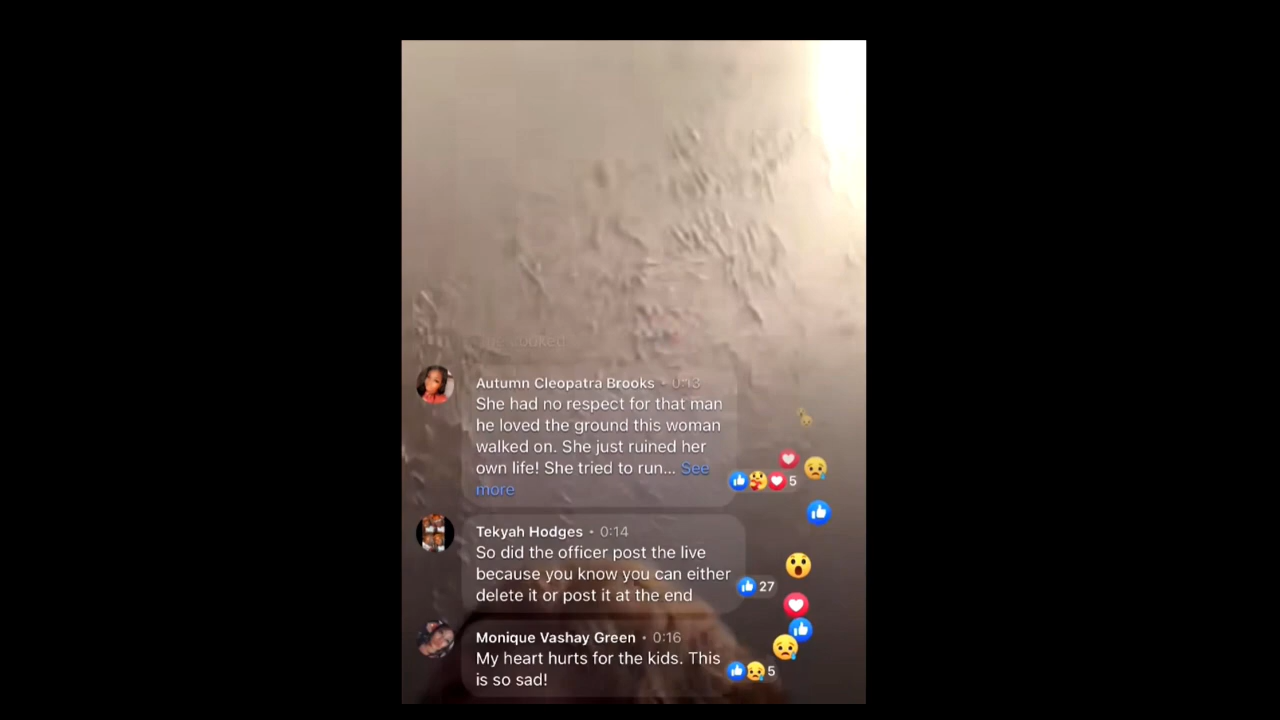 Autumn Cleopatra Brooks • 0:13
She had no respect for that man
he loved the ground this woman
walked on. She just ruined her
own life! She tried to run... See
more
5
Tekyah Hodges • 0:14
So did the officer post the live
because you know you can either
delete it or post it at the end
27
Monique Vashay Green • 0:16
My heart hurts for the kids. This
is so sad!
5